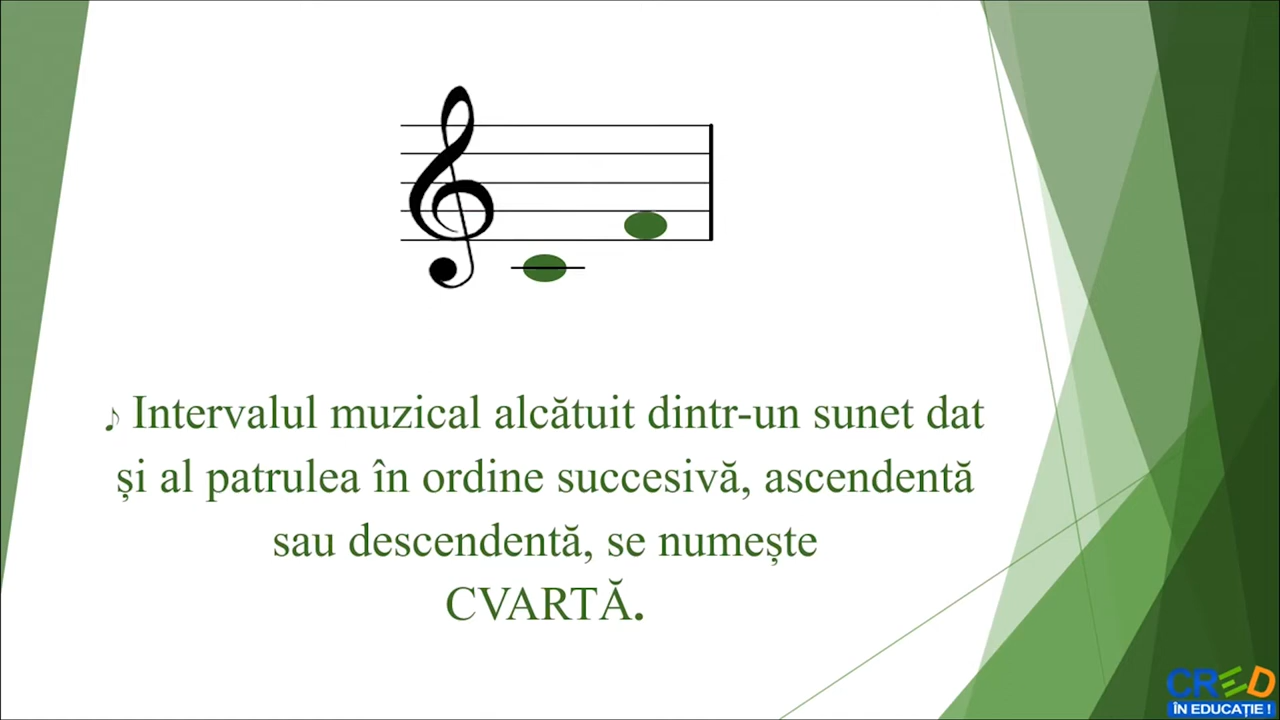 ♪ Intervalul muzical alcătuit dintr-un sunet dat
și al patrulea în ordine succesivă, ascendentă
sau descendentă, se numește
CVARTĂ.
CRED
ÎN EDUCAȚIE !